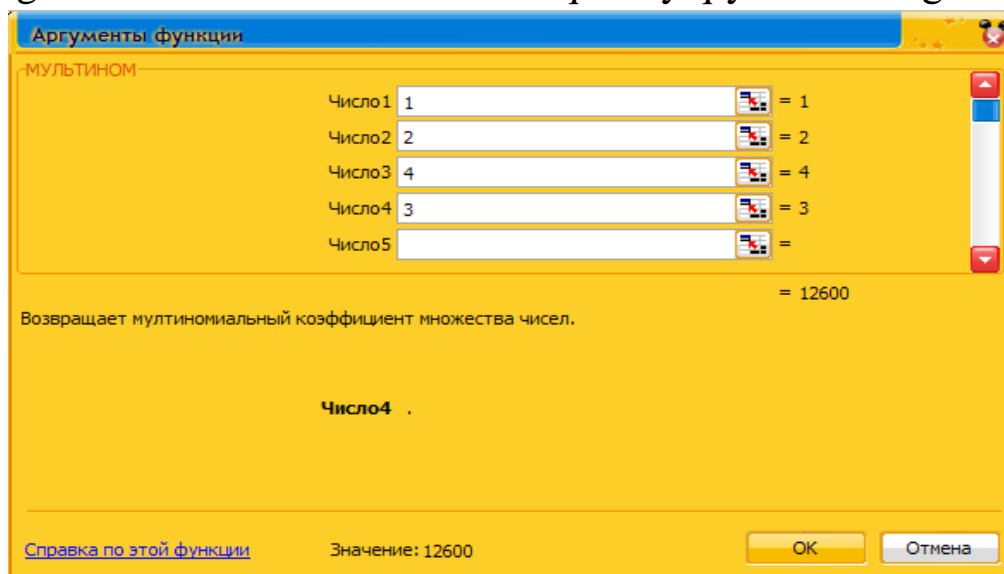 Аргументы функции
МУЛЬТИНОМ
Число1 1 = 1
Число2 2 = 2
Число3 4 = 4
Число4 3 = 3
Число5 =
= 12600
Возвращает мултиномиальный коэффициент множества чисел.
Число4 .
Справка по этой функции Значение: 12600 ОК Отмена